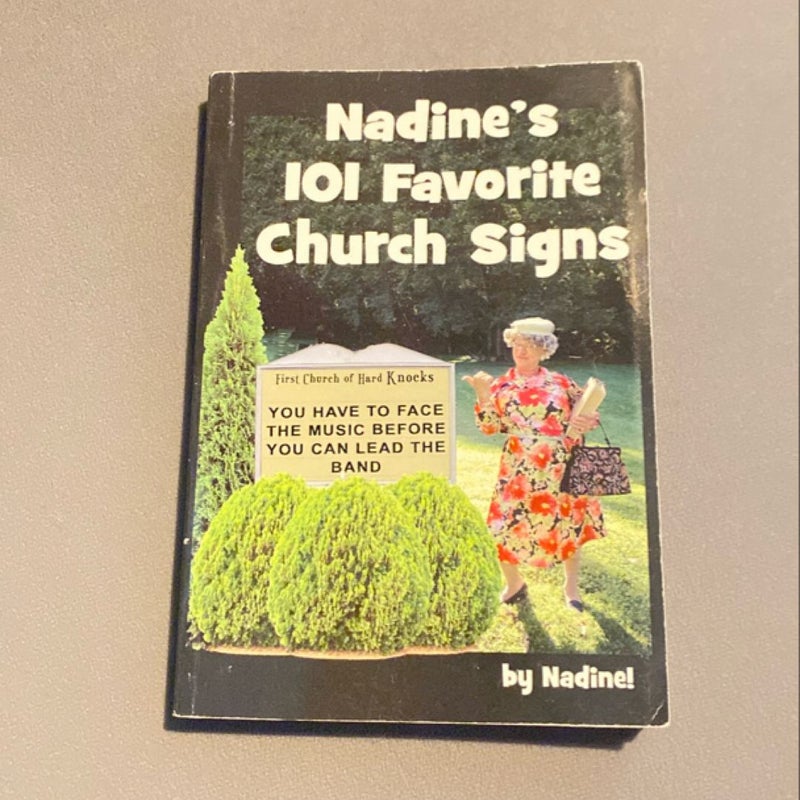 Nadine's
101 Favorite
Church Signs
First Church of Hard Knocks
YOU HAVE TO FACE
THE MUSIC BEFORE
YOU CAN LEAD THE
BAND
by Nadine!